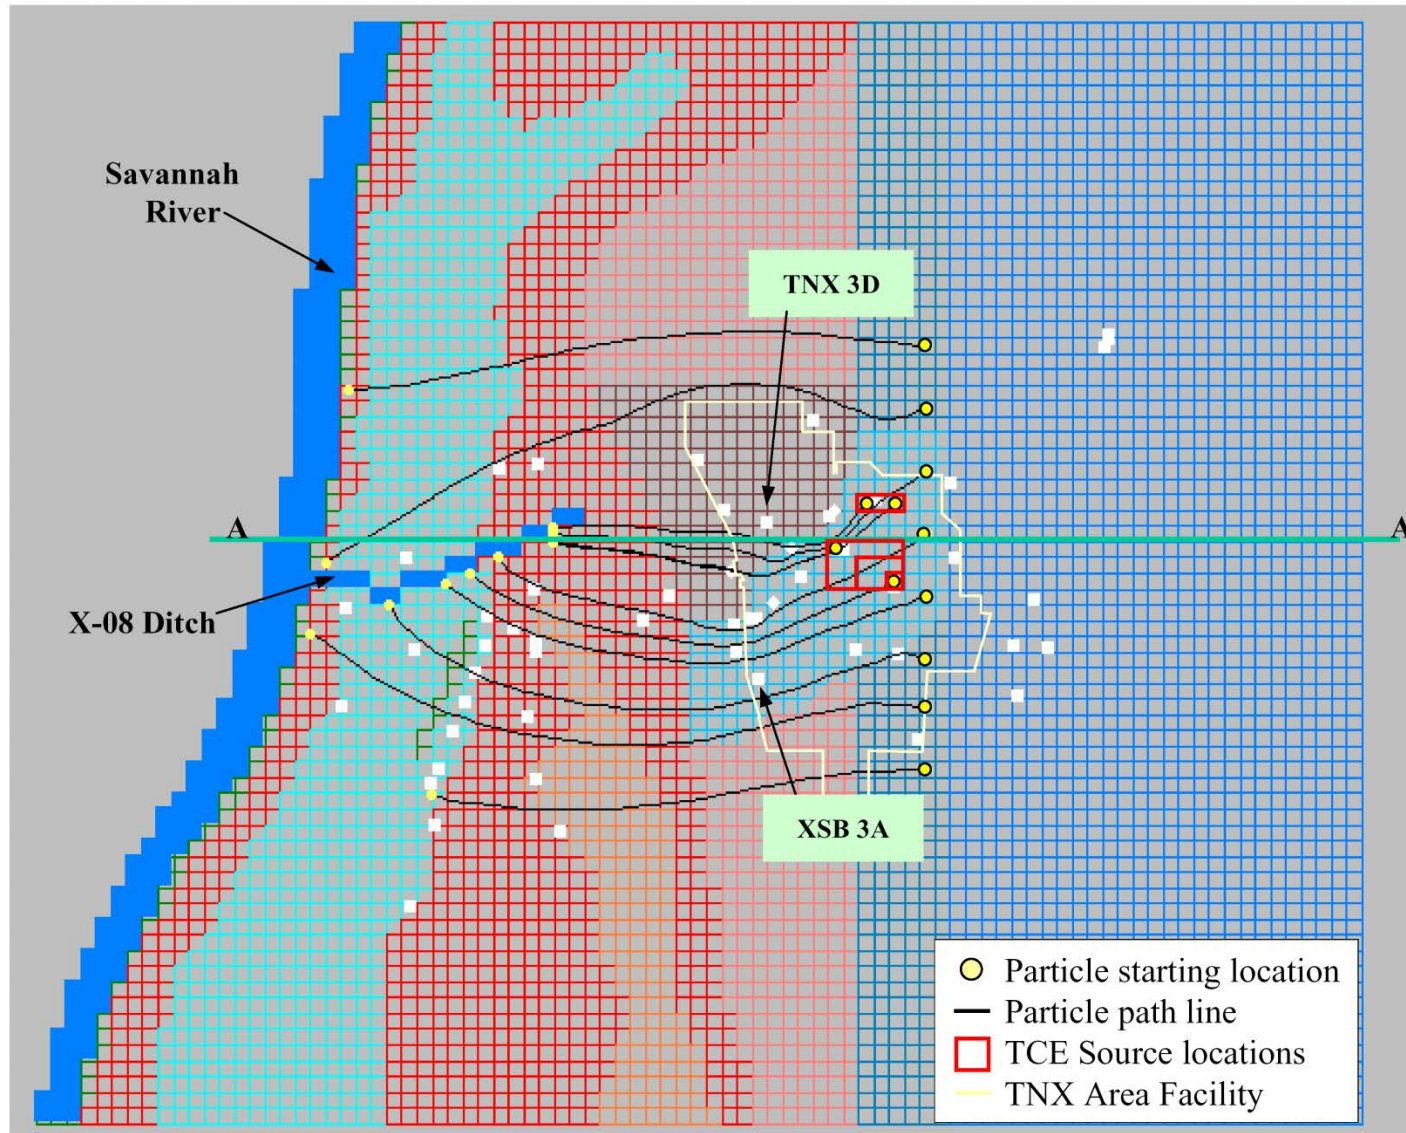 Savannah
River
TNX 3D
A
A
X-08 Ditch
XSB 3A
Particle starting location
Particle path line
TCE Source locations
TNX Area Facility